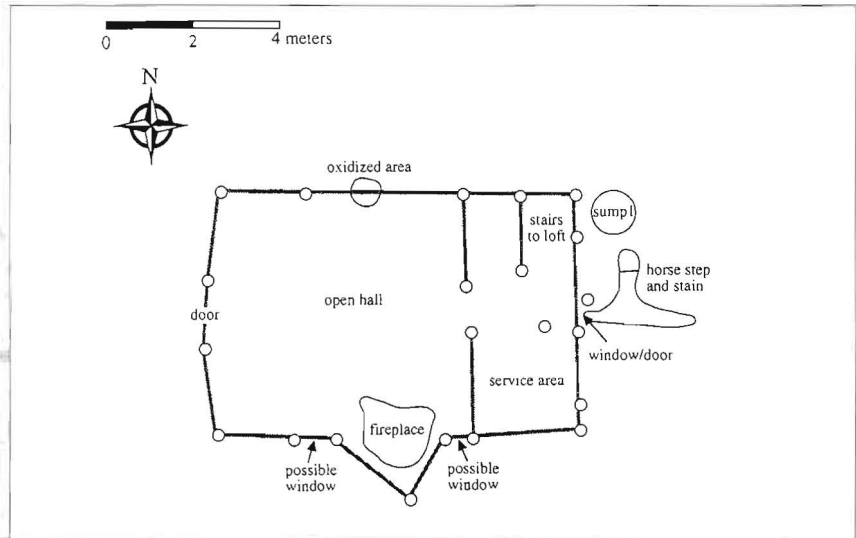 0 2 4 meters
N
oxidized area
stairs
to loft
sump1
horse step
and stain
open hall
door
window/door
service area
fireplace
possible
window
possible
window